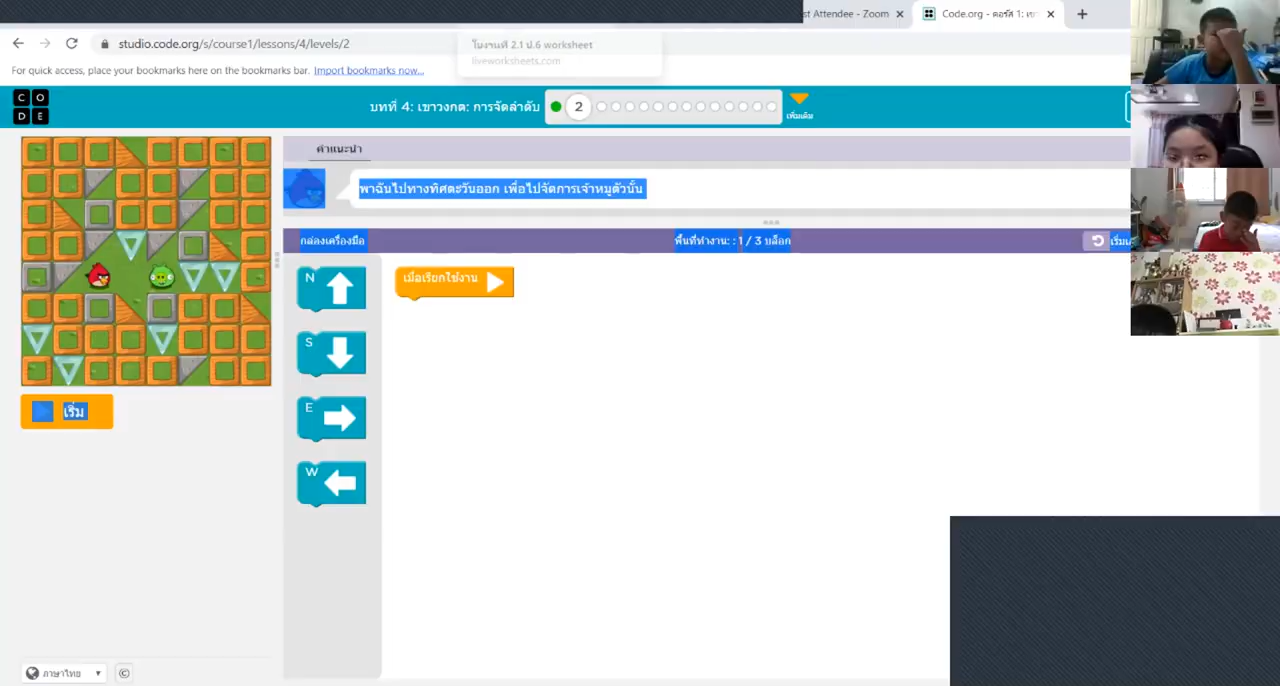 st Attendee - Zoom
Code.org - คอร์ส 1: เขา
studio.code.org/s/course1/lessons/4/levels/2
ใบงานที่ 2.1 ป.6 worksheet
liveworksheets.com
For quick access, place your bookmarks here on the bookmarks bar. Import bookmarks now...
C O
D E
บทที่ 4: เขาวงกต: การจัดลำดับ
2
เพิ่มเติม
คำแนะนำ
พาฉันไปทางทิศตะวันออก เพื่อไปจัดการเจ้าหมูตัวนั้น
กล่องเครื่องมือ
พื้นที่ทำงาน: : 1 / 3 บล็อก
N
เมื่อเรียกใช้งาน
S
E
เริ่ม
W
ภาษาไทย
©